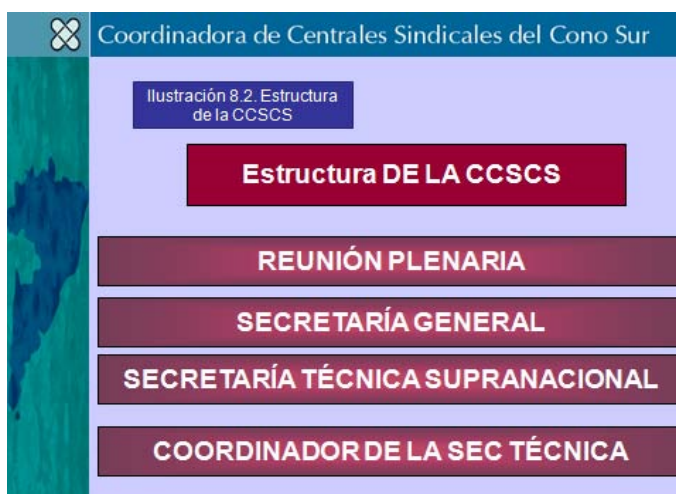 Coordinadora de Centrales Sindicales del Cono Sur
Ilustración 8.2. Estructura
de la CCSCS
Estructura DE LA CCSCS
REUNIÓN PLENARIA
SECRETARÍA GENERAL
SECRETARÍA TÉCNICA SUPRANACIONAL
COORDINADOR DE LA SEC TÉCNICA